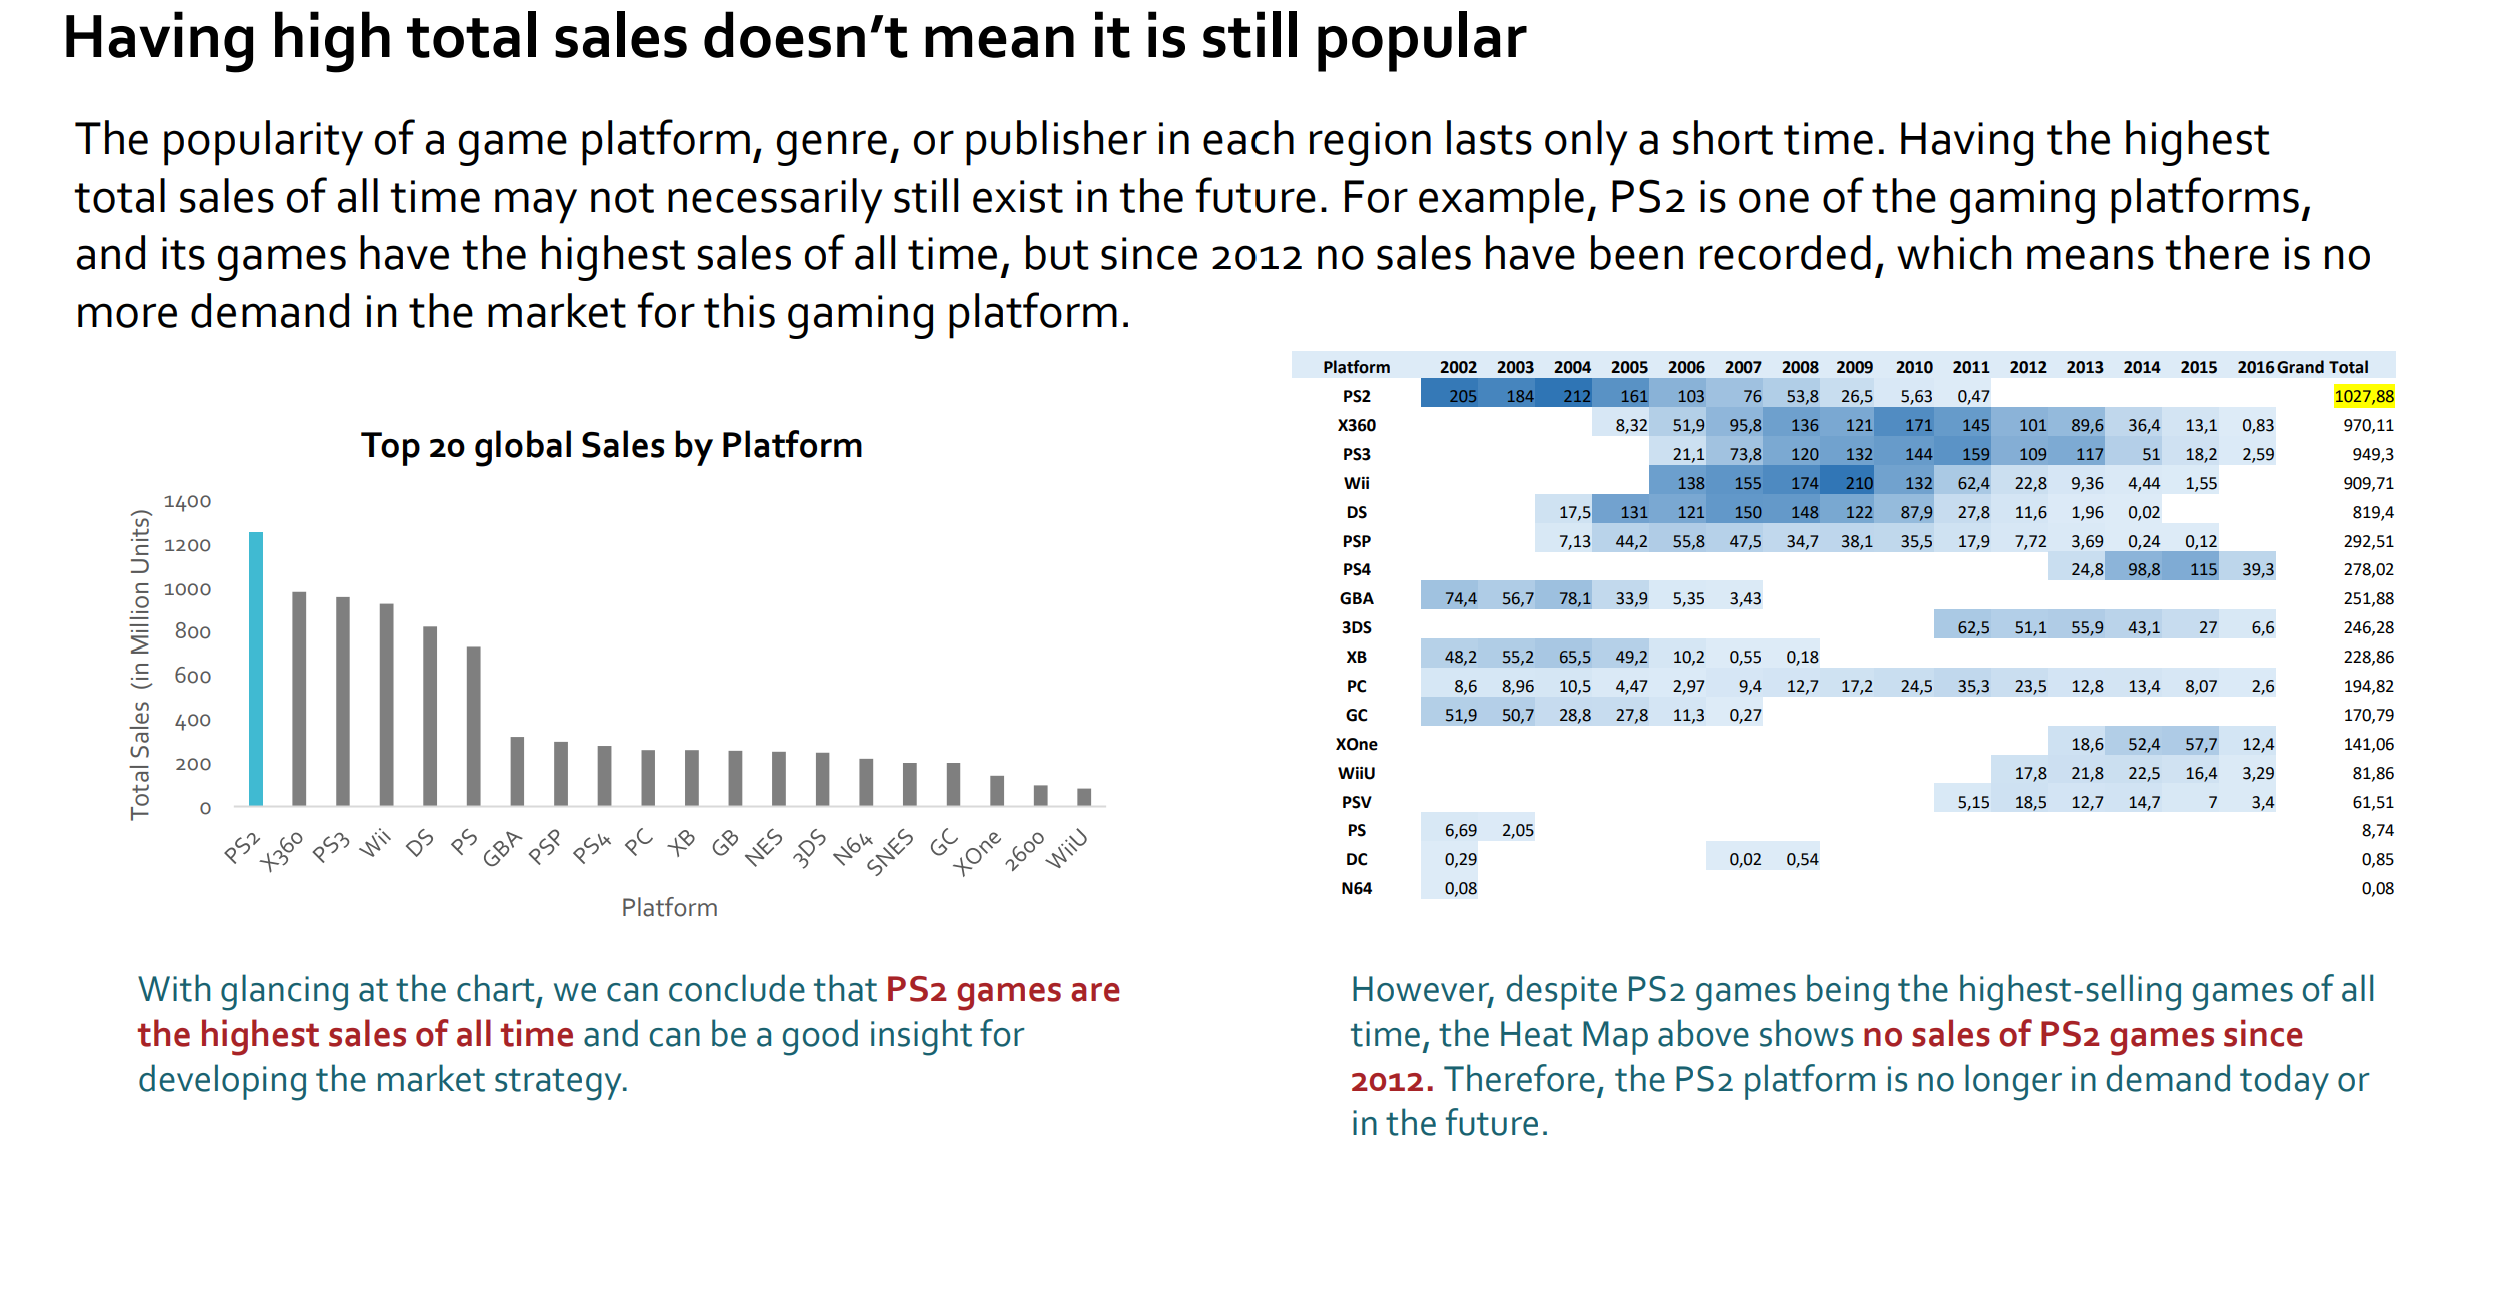 Having high total sales doesn't mean it is still popular
The popularity of a game platform, genre, or publisher in each region lasts only a short time. Having the highest
total sales of all time may not necessarily still exist in the future. For example, PS2 is one of the gaming platforms,
and its games have the highest sales of all time, but since 2012 no sales have been recorded, which means there is no
more demand in the market for this gaming platform.
Top 20 global Sales by Platform
Total Sales (in Million Units)
1400
1200
1000
800
600
400
200
0
PS2 X360 PS3 Wii DS PS GBA PSP PS4 PC XB GB NES 3DS N64 SNES GC XOne 2600 WiiU
Platform
With glancing at the chart, we can conclude that PS2 games are
the highest sales of all time and can be a good insight for
developing the market strategy.
Platform 2002 2003 2004 2005 2006 2007 2008 2009 2010 2011 2012 2013 2014 2015 2016 Grand Total
PS2 205 184 212 161 103 76 53,8 26,5 5,63 0,47 1027,88
X360 8,32 51,9 95,8 136 121 171 145 101 89,6 36,4 13,1 0,83 970,11
PS3 21,1 73,8 120 132 144 159 109 117 51 18,2 2,59 949,3
Wii 138 155 174 210 132 62,4 22,8 9,36 4,44 1,55 909,71
DS 17,5 131 121 150 148 122 87,9 27,8 11,6 1,96 0,02 819,4
PSP 7,13 44,2 55,8 47,5 34,7 38,1 35,5 17,9 7,72 3,69 0,24 0,12 292,51
PS4 24,8 98,8 115 39,3 278,02
GBA 74,4 56,7 78,1 33,9 5,35 3,43 251,88
3DS 62,5 51,1 55,9 43,1 27 6,6 246,28
XB 48,2 55,2 65,5 49,2 10,2 0,55 0,18 228,86
PC 8,6 8,96 10,5 4,47 2,97 9,4 12,7 17,2 24,5 35,3 23,5 12,8 13,4 8,07 2,6 194,82
GC 51,9 50,7 28,8 27,8 11,3 0,27 170,79
XOne 18,6 52,4 57,7 12,4 141,06
WiiU 17,8 21,8 22,5 16,4 3,29 81,86
PSV 5,15 18,5 12,7 14,7 7 3,4 61,51
PS 6,69 2,05 8,74
DC 0,29 0,02 0,54 0,85
N64 0,08 0,08
However, despite PS2 games being the highest-selling games of all
time, the Heat Map above shows no sales of PS2 games since
2012. Therefore, the PS2 platform is no longer in demand today or
in the future.